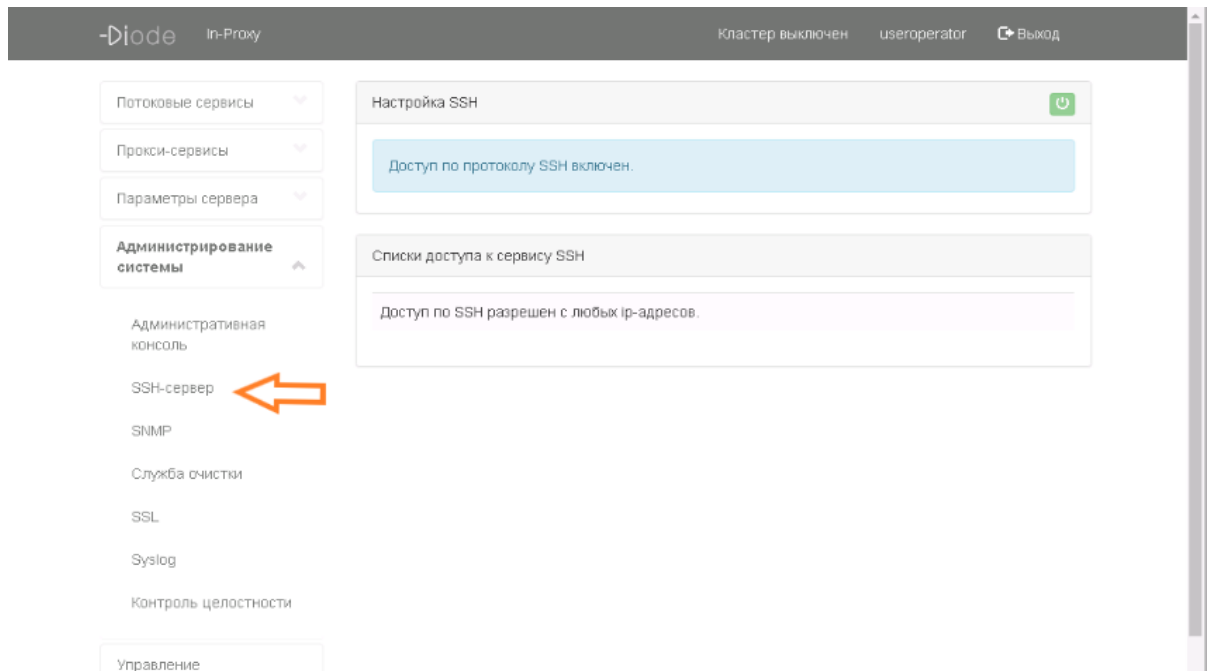 -Diode In-Proxy Кластер выключен useroperator Выход
Потоковые сервисы
Прокси-сервисы
Параметры сервера
Администрирование
системы
Административная
консоль
SSH-сервер
SNMP
Служба очистки
SSL
Syslog
Контроль целостности
Управление
Настройка SSH
Доступ по протоколу SSH включен.
Списки доступа к сервису SSH
Доступ по SSH разрешен с любых ip-адресов.